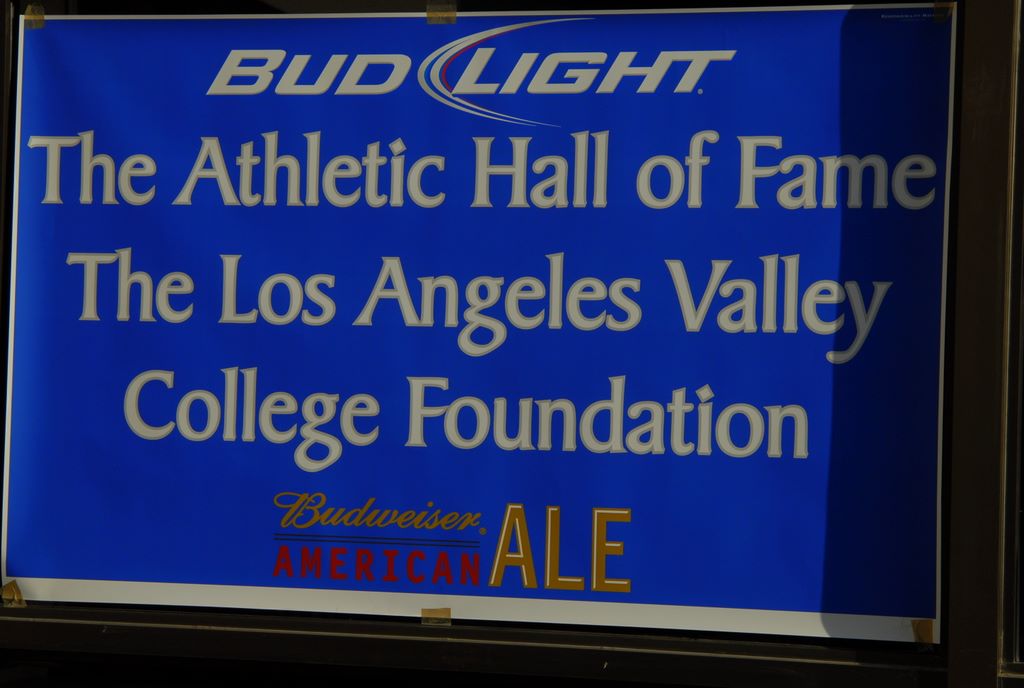 BUD LIGHT.
The Athletic Hall of Fame
The Los Angeles Valley
College Foundation
Budweiser®
AMERICAN ALE